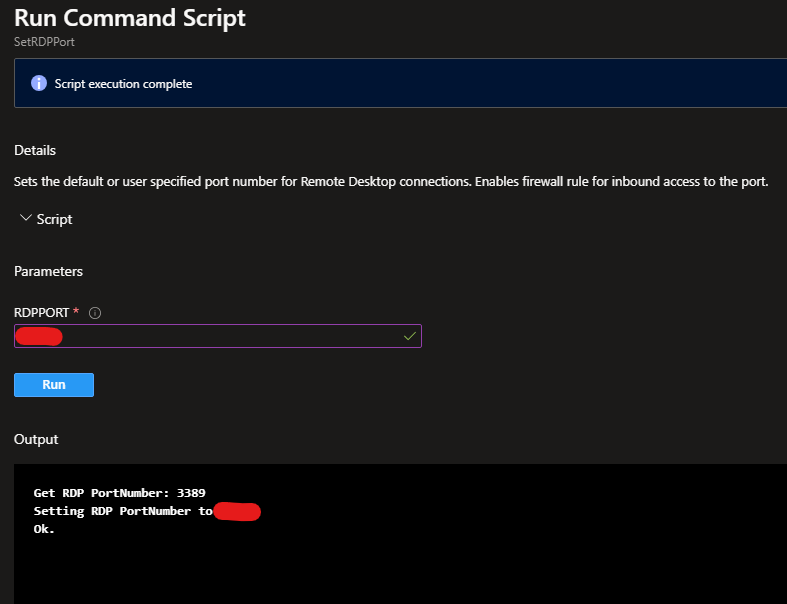 Run Command Script
SetRDPPort
Script execution complete
Details
Sets the default or user specified port number for Remote Desktop connections. Enables firewall rule for inbound access to the port.
Script
Parameters
RDPPORT *
Run
Output
Get RDP PortNumber: 3389
Setting RDP PortNumber to
Ok.